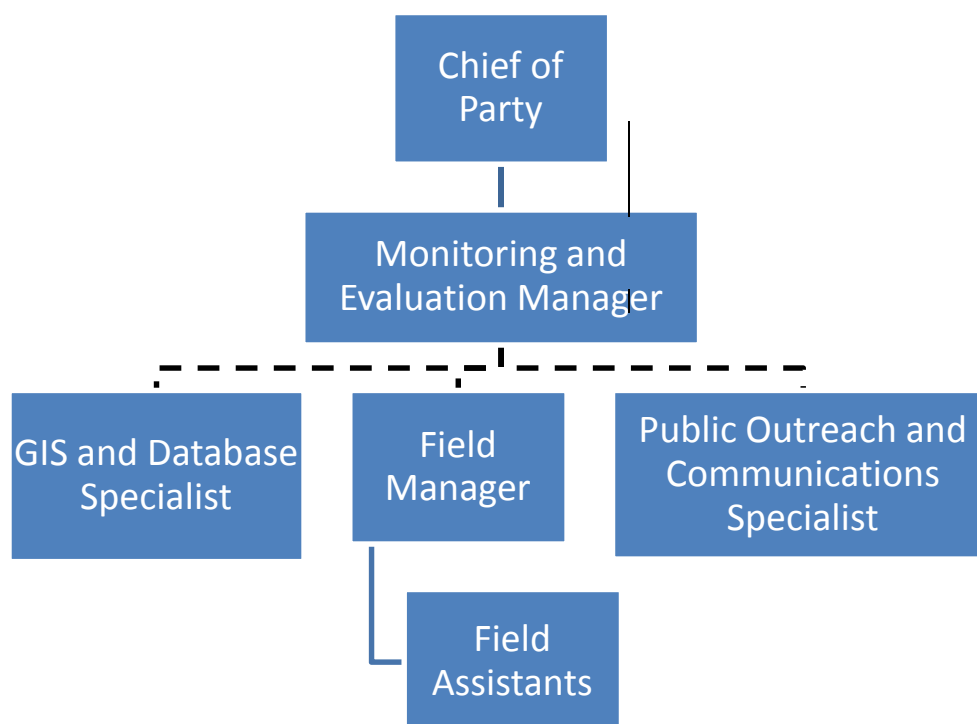 Chief of
Party
Monitoring and
Evaluation Manager
GIS and Database
Specialist
Field
Manager
Public Outreach and
Communications
Specialist
Field
Assistants